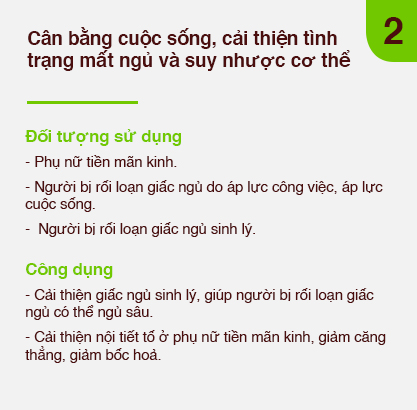 2
Cân bằng cuộc sống, cải thiện tình
trạng mất ngủ và suy nhược cơ thể
Đối tượng sử dụng
- Phụ nữ tiền mãn kinh.
- Người bị rối loạn giấc ngủ do áp lực công việc, áp lực
cuộc sống.
- Người bị rối loạn giấc ngủ sinh lý.
Công dụng
- Cải thiện giấc ngủ sinh lý, giúp người bị rối loạn giấc
ngủ có thể ngủ sâu.
- Cải thiện nội tiết tố ở phụ nữ tiền mãn kinh, giảm căng
thẳng, giảm bốc hoả.